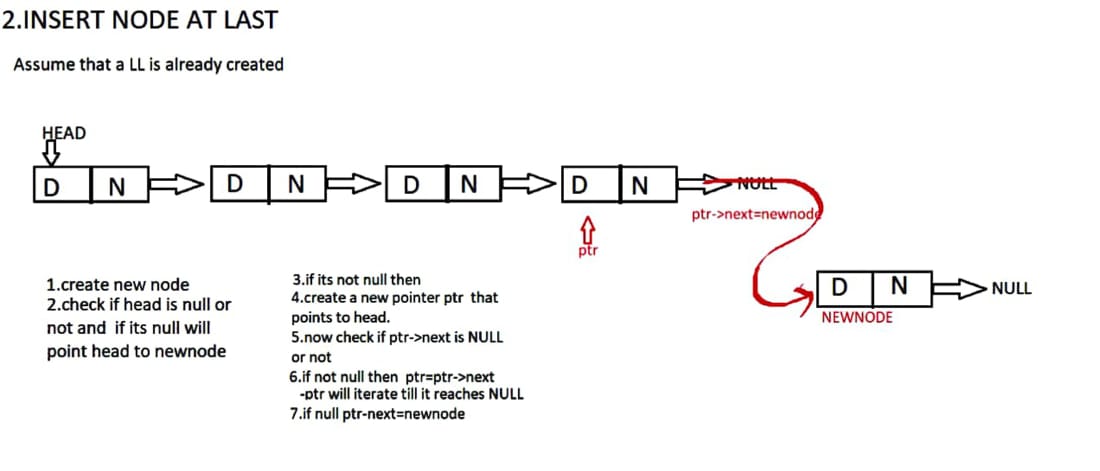 2.INSERT NODE AT LAST
Assume that a LL is already created
HEAD
D N D N D N D N NULL
ptr->next=newnode
ptr
D N NULL
NEWNODE
1.create new node
2.check if head is null or
not and if its null will
point head to newnode
3.if its not null then
4.create a new pointer ptr that
points to head.
5.now check if ptr->next is NULL
or not
6.if not null then ptr=ptr->next
-ptr will iterate till it reaches NULL
7.if null ptr-next=newnode